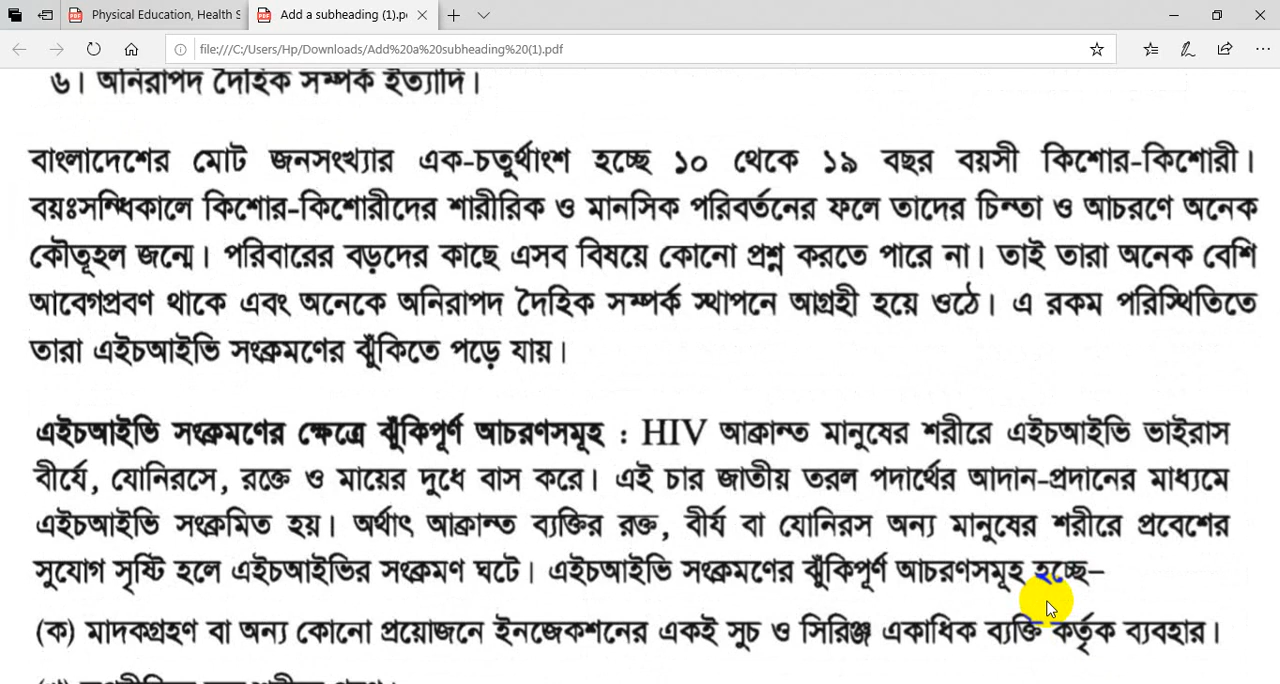 Physical Education, Health S
Add a subheading (1).p
file:///C:/Users/Hp/Downloads/Add%20a%20subheading%20(1).pdf
৬। অনিরাপদ দৈহিক সম্পর্ক ইত্যাদি।
বাংলাদেশের মোট জনসংখ্যার এক-চতুর্থাংশ হচ্ছে ১০ থেকে ১৯ বছর বয়সী কিশোর-কিশোরী।
বয়ঃসন্ধিকালে কিশোর-কিশোরীদের শারীরিক ও মানসিক পরিবর্তনের ফলে তাদের চিন্তা ও আচরণে অনেক
কৌতূহল জন্মে। পরিবারের বড়দের কাছে এসব বিষয়ে কোনো প্রশ্ন করতে পারে না। তাই তারা অনেক বেশি
আবেগপ্রবণ থাকে এবং অনেকে অনিরাপদ দৈহিক সম্পর্ক স্থাপনে আগ্রহী হয়ে ওঠে। এ রকম পরিস্থিতিতে
তারা এইচআইভি সংক্রমণের ঝুঁকিতে পড়ে যায়।
এইচআইভি সংক্রমণের ক্ষেত্রে ঝুঁকিপূর্ণ আচরণসমূহ : HIV আক্রান্ত মানুষের শরীরে এইচআইভি ভাইরাস
বীর্যে, যোনিরসে, রক্তে ও মায়ের দুধে বাস করে। এই চার জাতীয় তরল পদার্থের আদান-প্রদানের মাধ্যমে
এইচআইভি সংক্রমিত হয়। অর্থাৎ আক্রান্ত ব্যক্তির রক্ত, বীর্য বা যোনিরস অন্য মানুষের শরীরে প্রবেশের
সুযোগ সৃষ্টি হলে এইচআইভির সংক্রমণ ঘটে। এইচআইভি সংক্রমণের ঝুঁকিপূর্ণ আচরণসমূহ হচ্ছে–
(ক) মাদকগ্রহণ বা অন্য কোনো প্রয়োজনে ইনজেকশনের একই সুচ ও সিরিঞ্জ একাধিক ব্যক্তি কর্তৃক ব্যবহার।